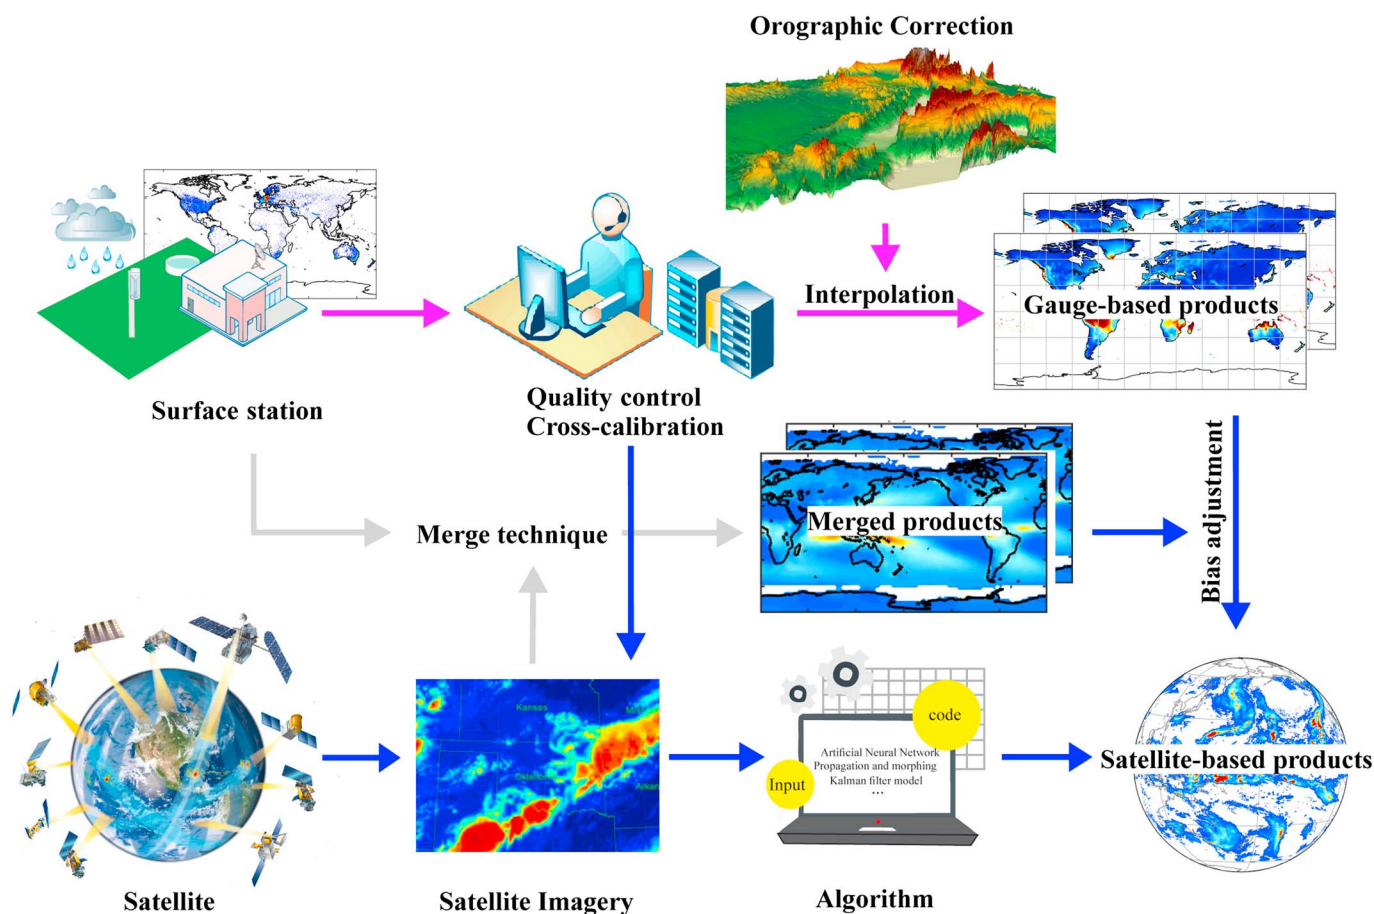 Orographic Correction
Interpolation
Gauge-based products
Surface station
Quality control
Cross-calibration
Merge technique
Merged products
Bias adjustment
Kansas
Oklahoma
code
Input
Artificial Neural Network
Propagation and morphing
Kalman filter model
...
Satellite-based products
Satellite
Satellite Imagery
Algorithm